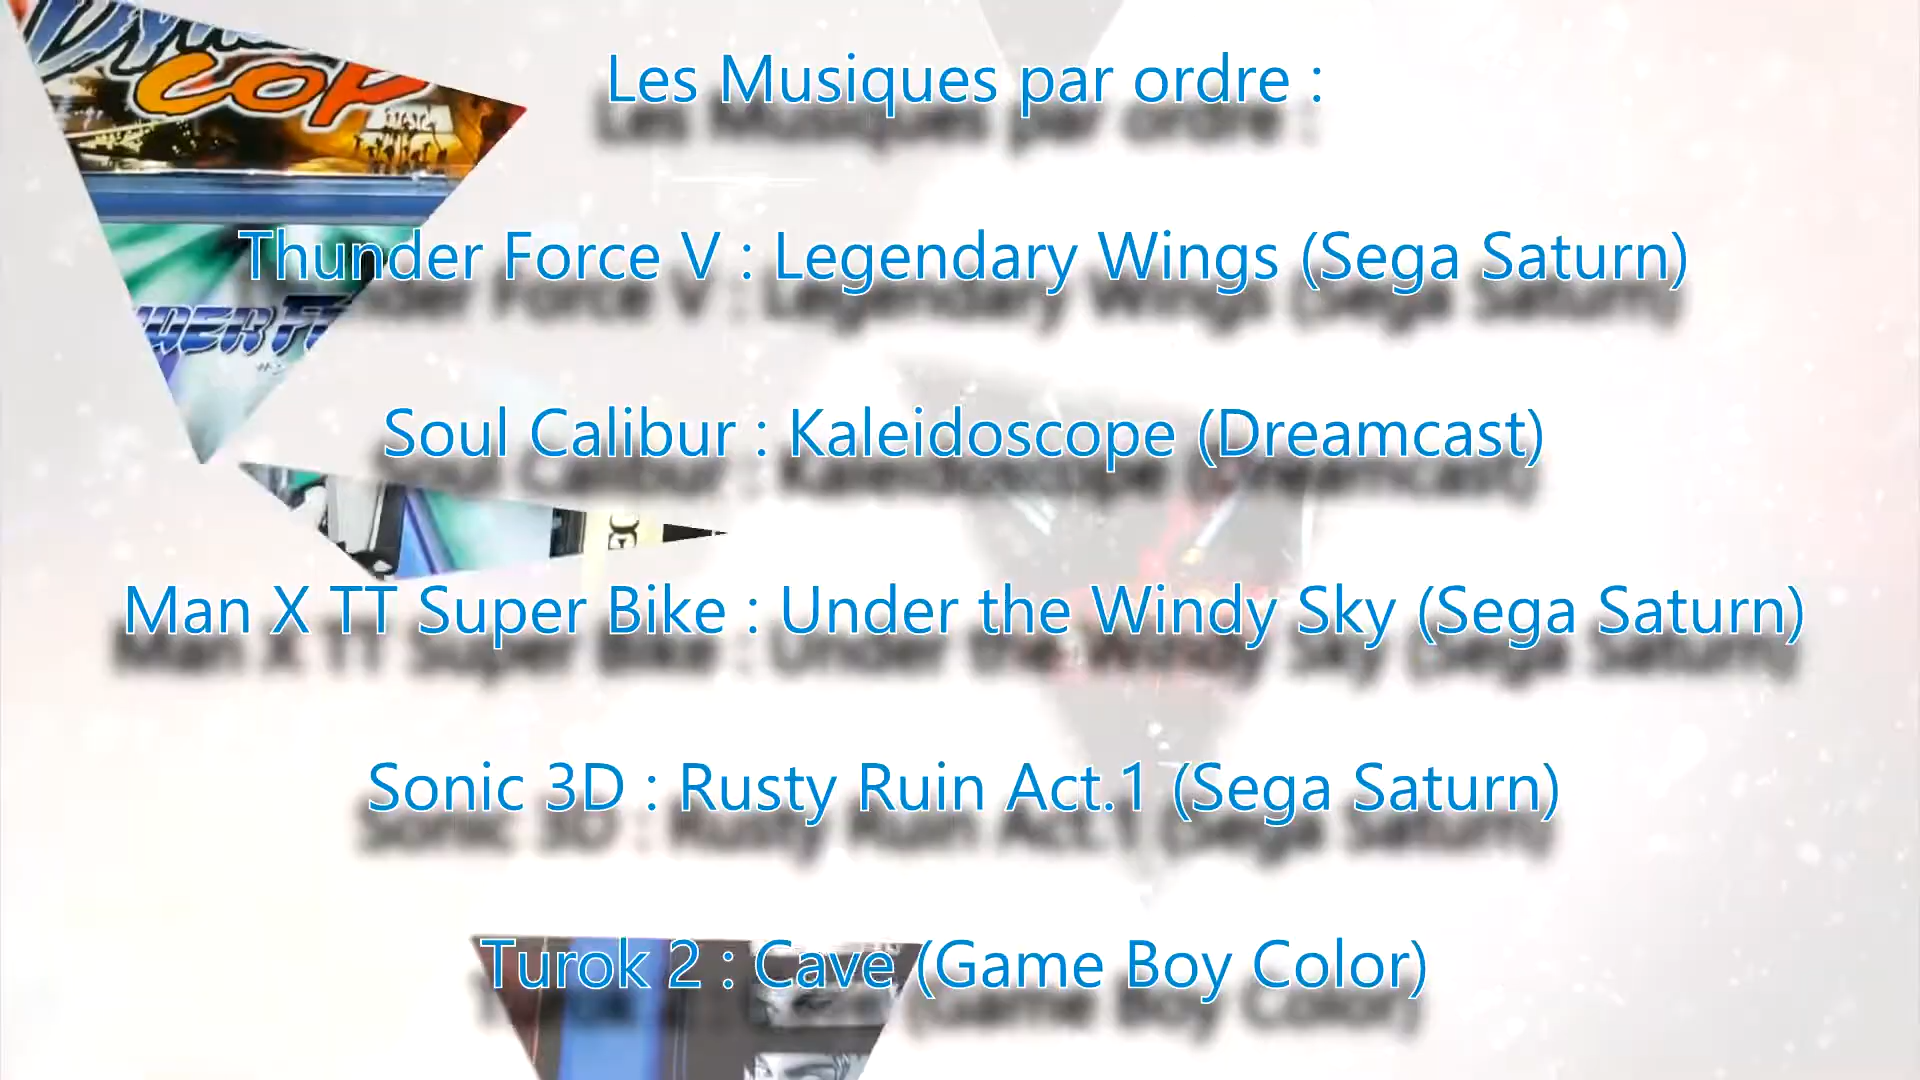 COP
Les Musiques par ordre :
Thunder Force V : Legendary Wings (Sega Saturn)
Soul Calibur : Kaleidoscope (Dreamcast)
Man X TT Super Bike : Under the Windy Sky (Sega Saturn)
Sonic 3D : Rusty Ruin Act.1 (Sega Saturn)
Turok 2 : Cave (Game Boy Color)